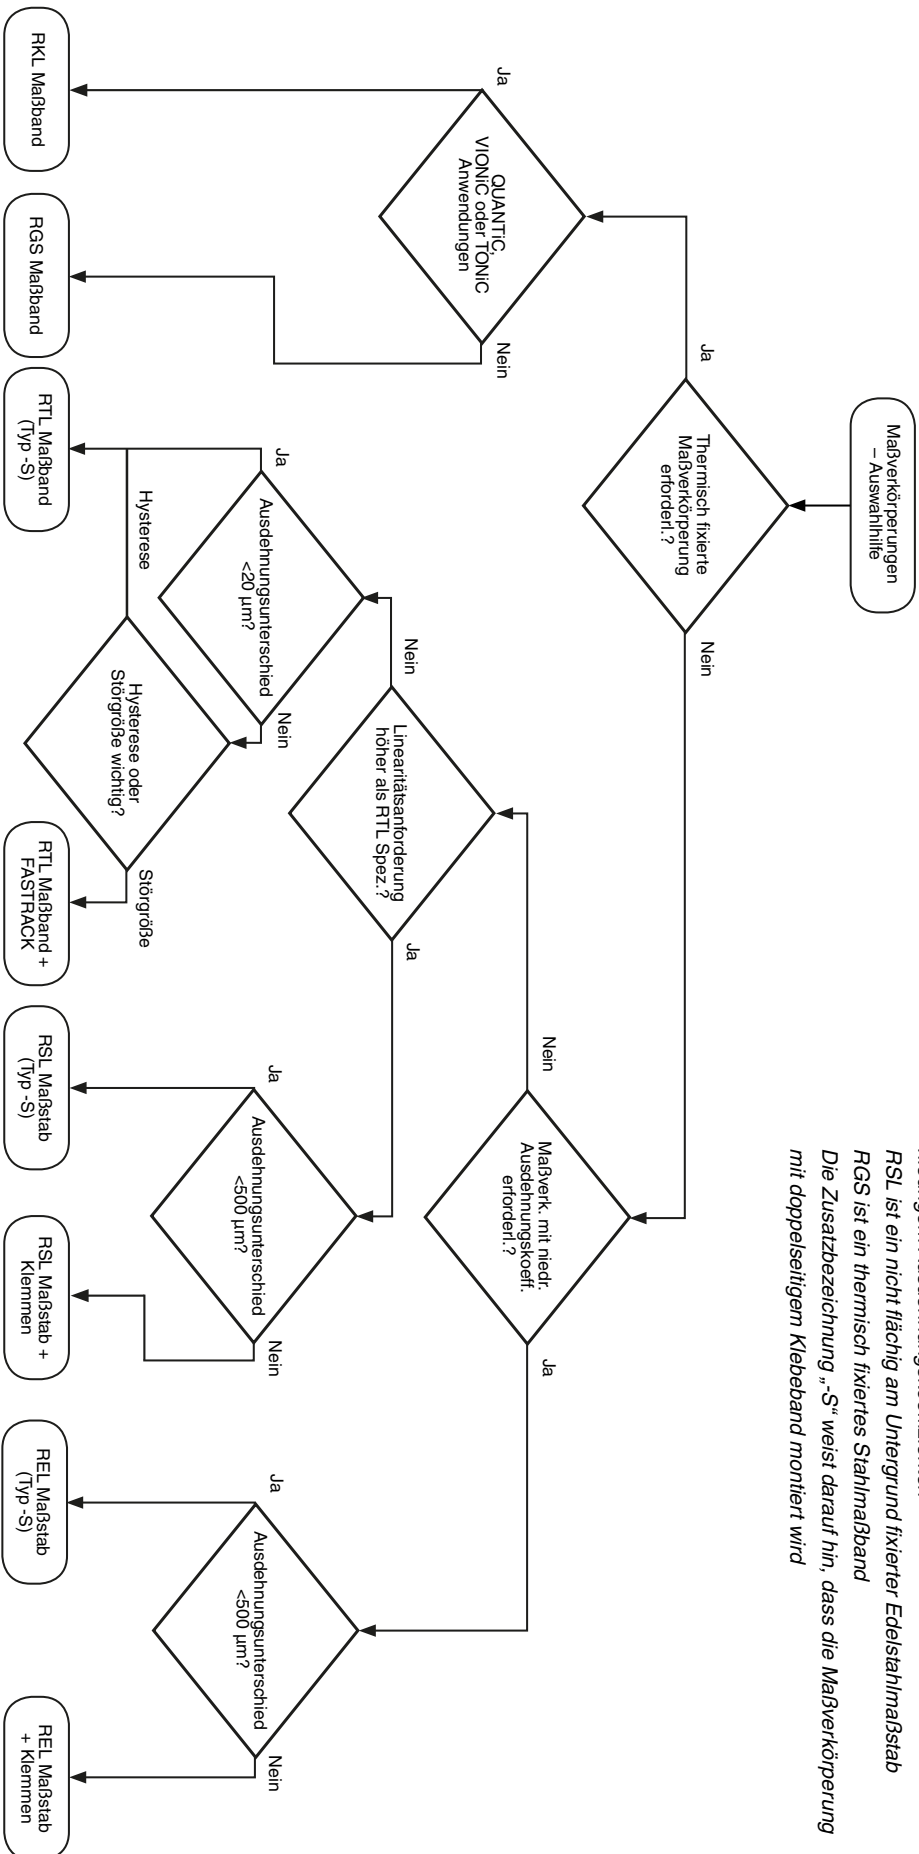 RSL ist ein nicht flächig am Untergrund fixierter Edelstahlmaßstab
RGS ist ein thermisch fixiertes Stahlmaßband
Die Zusatzbezeichnung „-S“ weist darauf hin, dass die Maßverkörperung
mit doppelseitigem Klebeband montiert wird
Maßverkörperungen
– Auswahlhilfe
Thermisch fixierte
Maßverkörperung
erforderl.?
Ja
Nein
QUANTiC,
VIONiC oder TONiC
Anwendungen
Ja
Nein
Maßverk. mit niedr.
Ausdehnungskoeff.
erforderl.?
Nein
Ja
Linearitätsanforderung
höher als RTL Spez.?
Nein
Ja
Ausdehnungsunterschied
<20 µm?
Ja
Nein
Hysterese oder
Störgröße wichtig?
Hysterese
Störgröße
Ausdehnungsunterschied
<500 µm?
Ja
Nein
Ausdehnungsunterschied
<500 µm?
Ja
Nein
RKL Maßband
RGS Maßband
RTL Maßband
(Typ -S)
RTL Maßband +
FASTRACK
RSL Maßstab
(Typ -S)
RSL Maßstab +
Klemmen
REL Maßstab
(Typ -S)
REL Maßstab
+ Klemmen